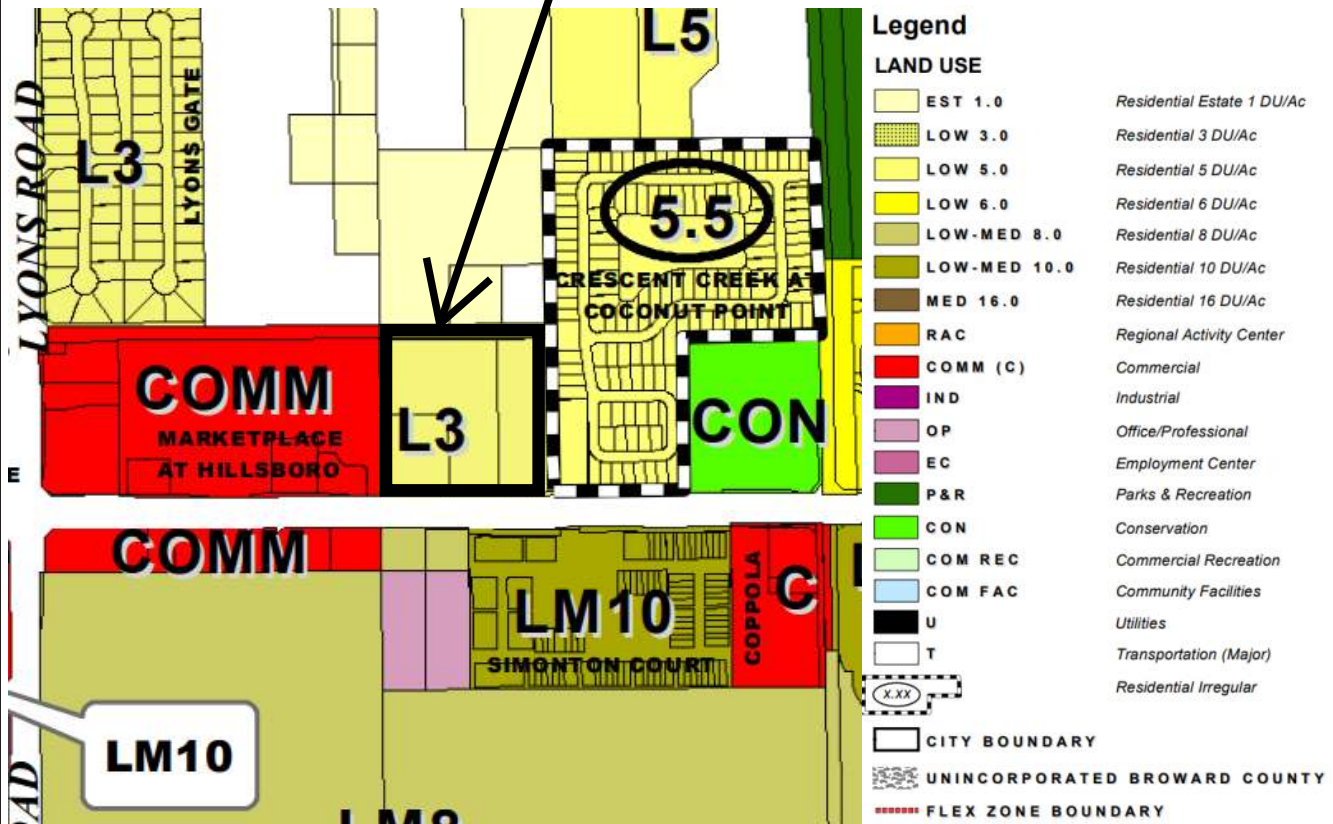 L5
LYONS ROAD
L3
LYONS GATE
5.5
CRESCENT CREEK AT
COCONUT POINT
COMM
MARKETPLACE
AT HILLSBORO
L3
CON
E
COMM
LM10
SIMONTON COURT
COPPOLA
C
LM10
AD
LM8
Legend
LAND USE
EST 1.0 Residential Estate 1 DU/Ac
LOW 3.0 Residential 3 DU/Ac
LOW 5.0 Residential 5 DU/Ac
LOW 6.0 Residential 6 DU/Ac
LOW-MED 8.0 Residential 8 DU/Ac
LOW-MED 10.0 Residential 10 DU/Ac
MED 16.0 Residential 16 DU/Ac
RAC Regional Activity Center
COMM (C) Commercial
IND Industrial
OP Office/Professional
EC Employment Center
P&R Parks & Recreation
CON Conservation
COM REC Commercial Recreation
COM FAC Community Facilities
U Utilities
T Transportation (Major)
X.XX Residential Irregular
CITY BOUNDARY
UNINCORPORATED BROWARD COUNTY
FLEX ZONE BOUNDARY